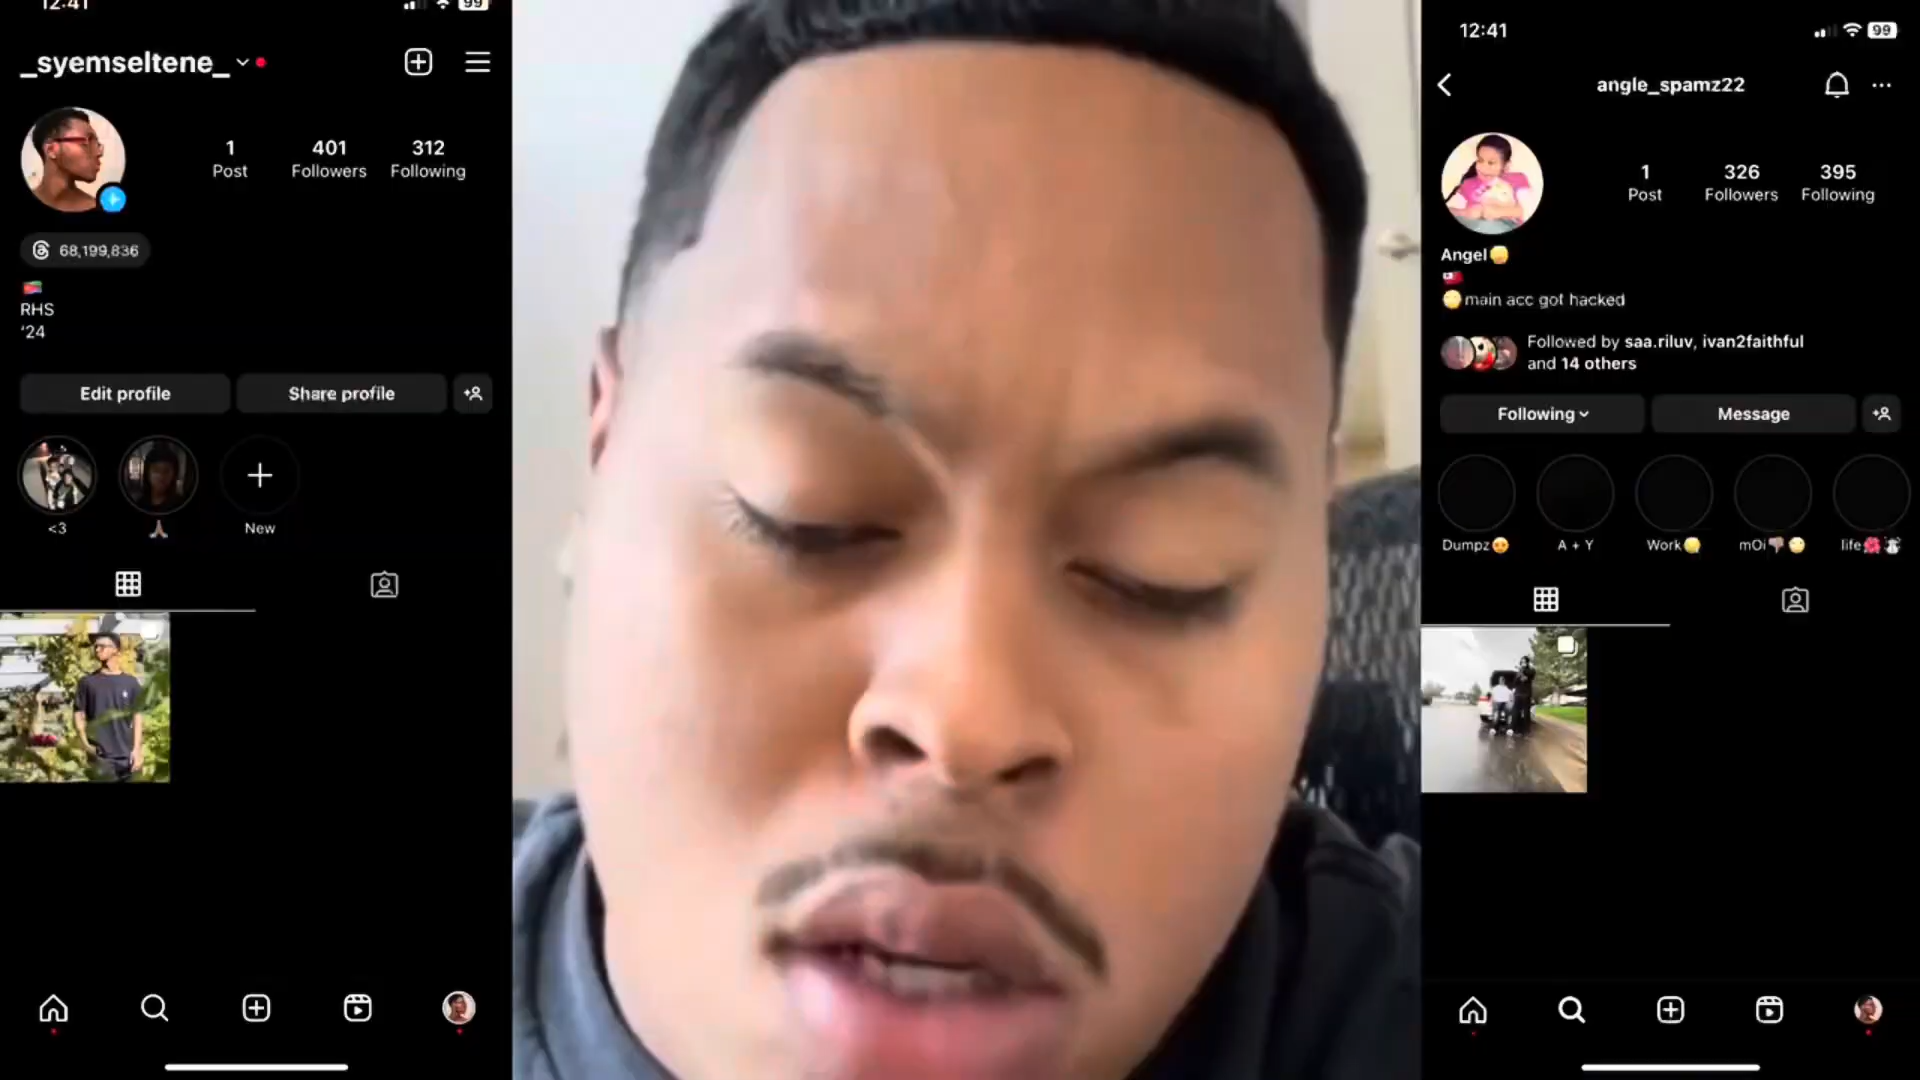 12:41
99
_syemseltene_
1
401
312
Post
Followers
Following
68,199,836
RHS
'24
Edit profile
Share profile
<3
New
12:41
99
angle_spamz22
1
326
395
Post
Followers
Following
Angel
main acc got hacked
Followed by saa.riluv, ivan2faithful
and 14 others
Following
Message
Dumpz
A + Y
Work
mOi
life